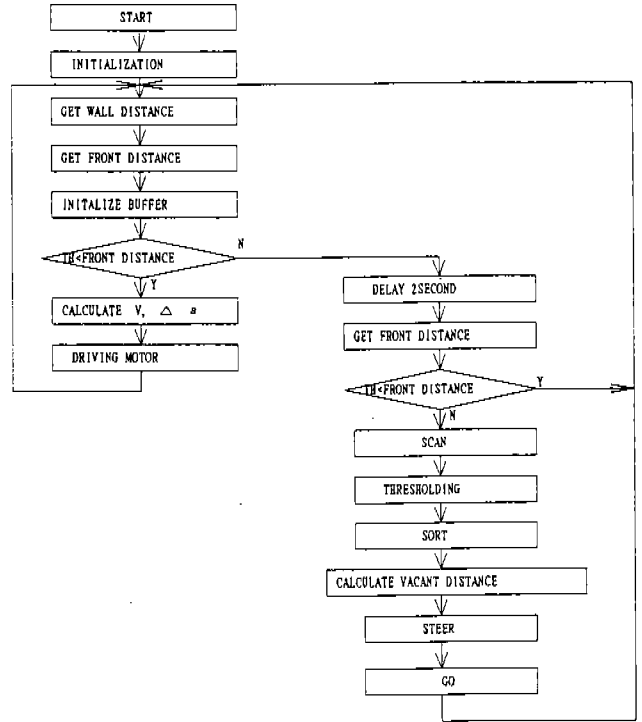 START
INITIALIZATION
GET WALL DISTANCE
GET FRONT DISTANCE
INITALIZE BUFFER
TH<FRONT DISTANCE
N
Y
CALCULATE V, △
DRIVING MOTOR
DELAY 2SECOND
GET FRONT DISTANCE
TH<FRONT DISTANCE
Y
N
SCAN
THRESHOLDING
SORT
CALCULATE VACANT DISTANCE
STEER
GO